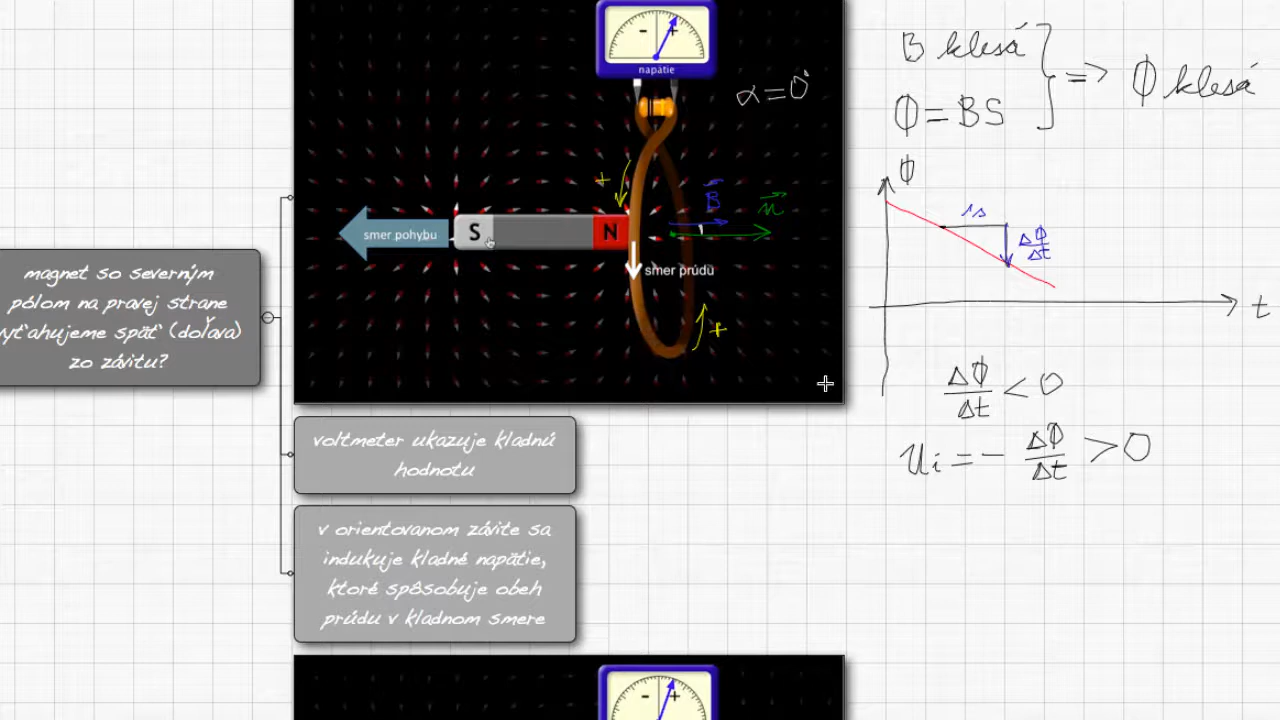 magnet so severným
pólom na pravej strane
vyťahujeme späť (doľava)
zo závitu?
- +
napätie
α = 0°
+
B
n
S
N
smer pohybu
smer prúdu
+
voltmeter ukazuje kladnú
hodnotu
v orientovanom závite sa
indukuje kladné napätie,
ktoré spôsobuje obeh
prúdu v kladnom smere
- +
B klesá
Φ = BS
=> Φ klesá
Φ
1s
ΔΦ/Δt
t
ΔΦ/Δt < 0
Ui = - ΔΦ/Δt > 0